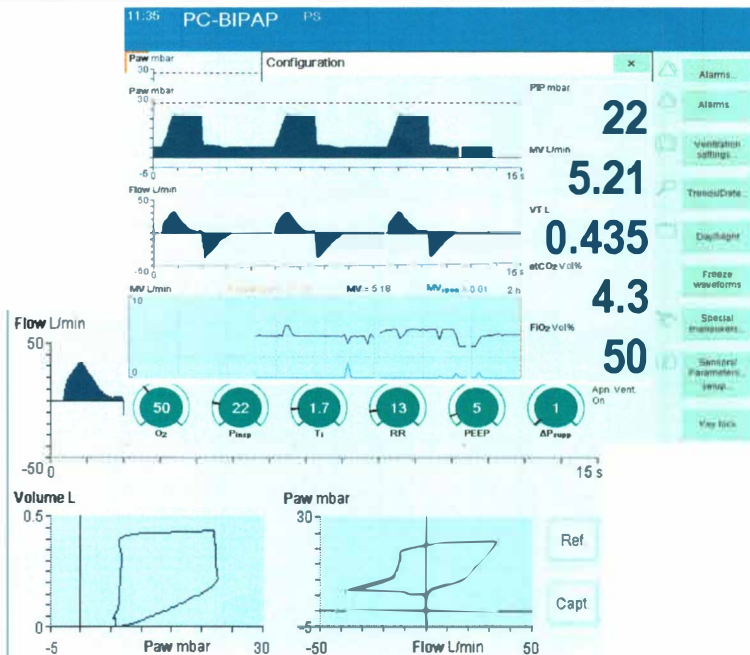 11:35 PC-BIPAP PS
Paw mbar
30
Configuration
×
Alarms...
Paw mbar
30
PIP mbar
22
Alarms
Ventilation settings...
-5 0
15 s
MV L/min
5.21
Flow L/min
50
VT L
0.435
Day/Night
-50 0
15 s
etCO2 Vol%
4.3
Freeze waveforms
MV L/min
MV = 5.18
2 h
10
0
FiO2 Vol%
50
Special
Sensors/
Parameters...
Flow L/min
50
-50 0
15 s
50
O2
22
Pinsp
1.7
Ti
13
RR
5
PEEP
1
ΔPsupp
Apn. Vent.
On
Key lock
Volume L
0.5
0
-5
Paw mbar
30
Paw mbar
30
-5
-50
Flow L/min
50
Ref
Capt